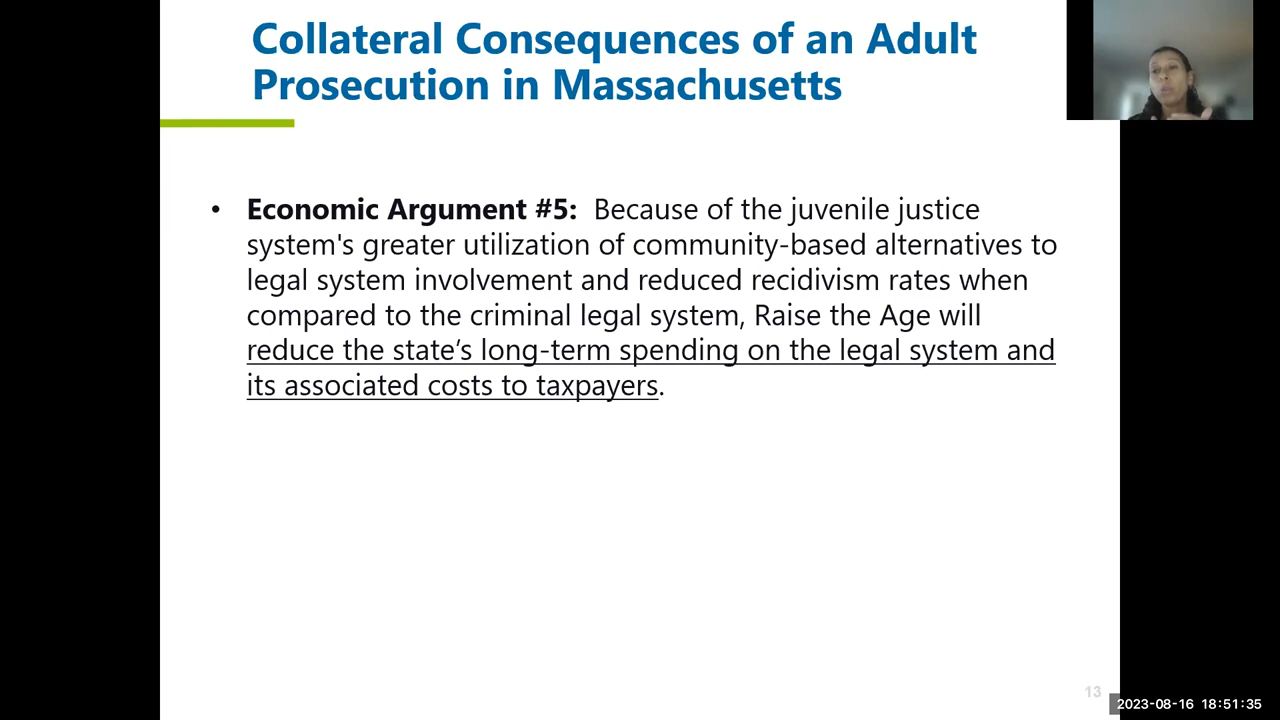 Collateral Consequences of an Adult
Prosecution in Massachusetts
• Economic Argument #5:  Because of the juvenile justice
system's greater utilization of community-based alternatives to
legal system involvement and reduced recidivism rates when
compared to the criminal legal system, Raise the Age will
reduce the state’s long-term spending on the legal system and
its associated costs to taxpayers.
13
2023-08-16 18:51:35